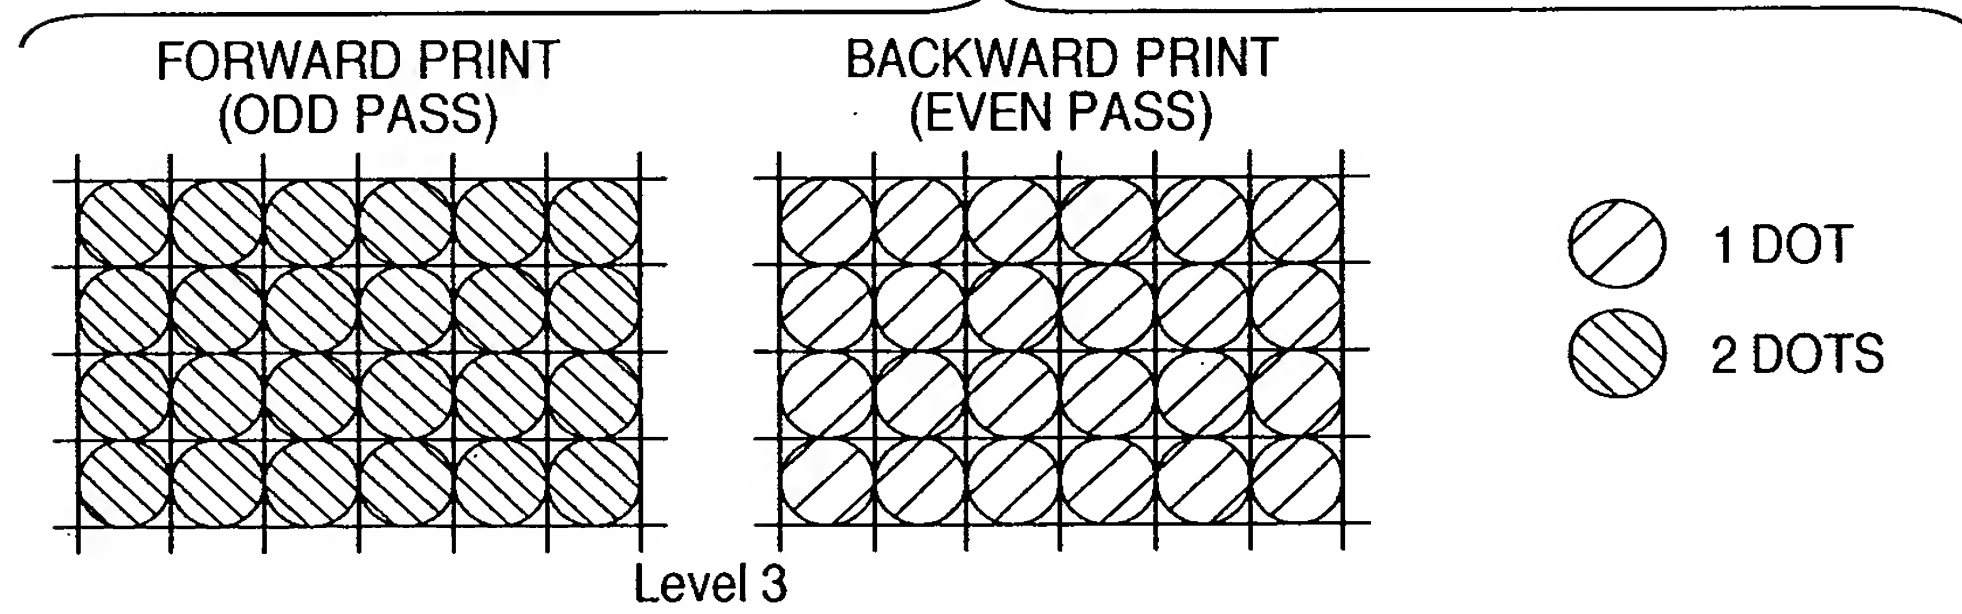 FORWARD PRINT
(ODD PASS)
BACKWARD PRINT
(EVEN PASS)
1 DOT
2 DOTS
Level 3